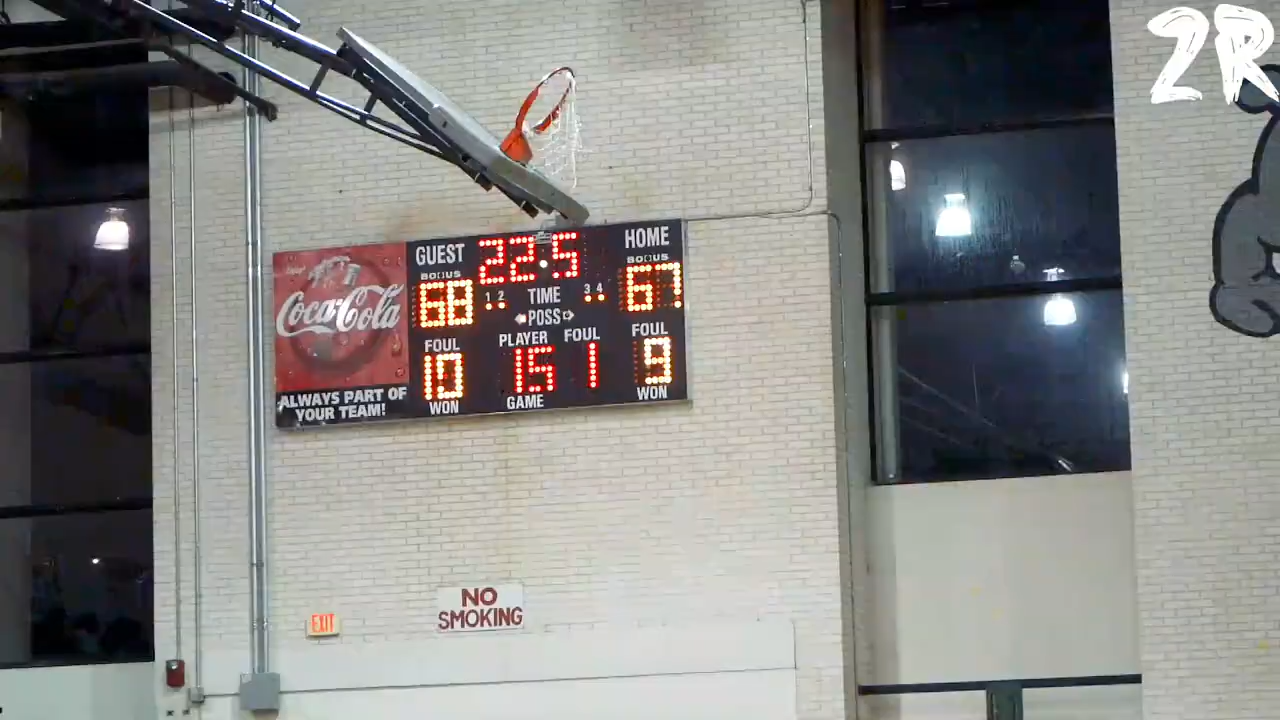 2R
GUEST 22.5 HOME
BONUS BONUS
68 1 2 TIME 3 4 67
POSS
FOUL PLAYER FOUL FOUL
10 15 1 9
WON GAME WON
Coca-Cola
ALWAYS PART OF
YOUR TEAM!
NO
SMOKING
EXIT